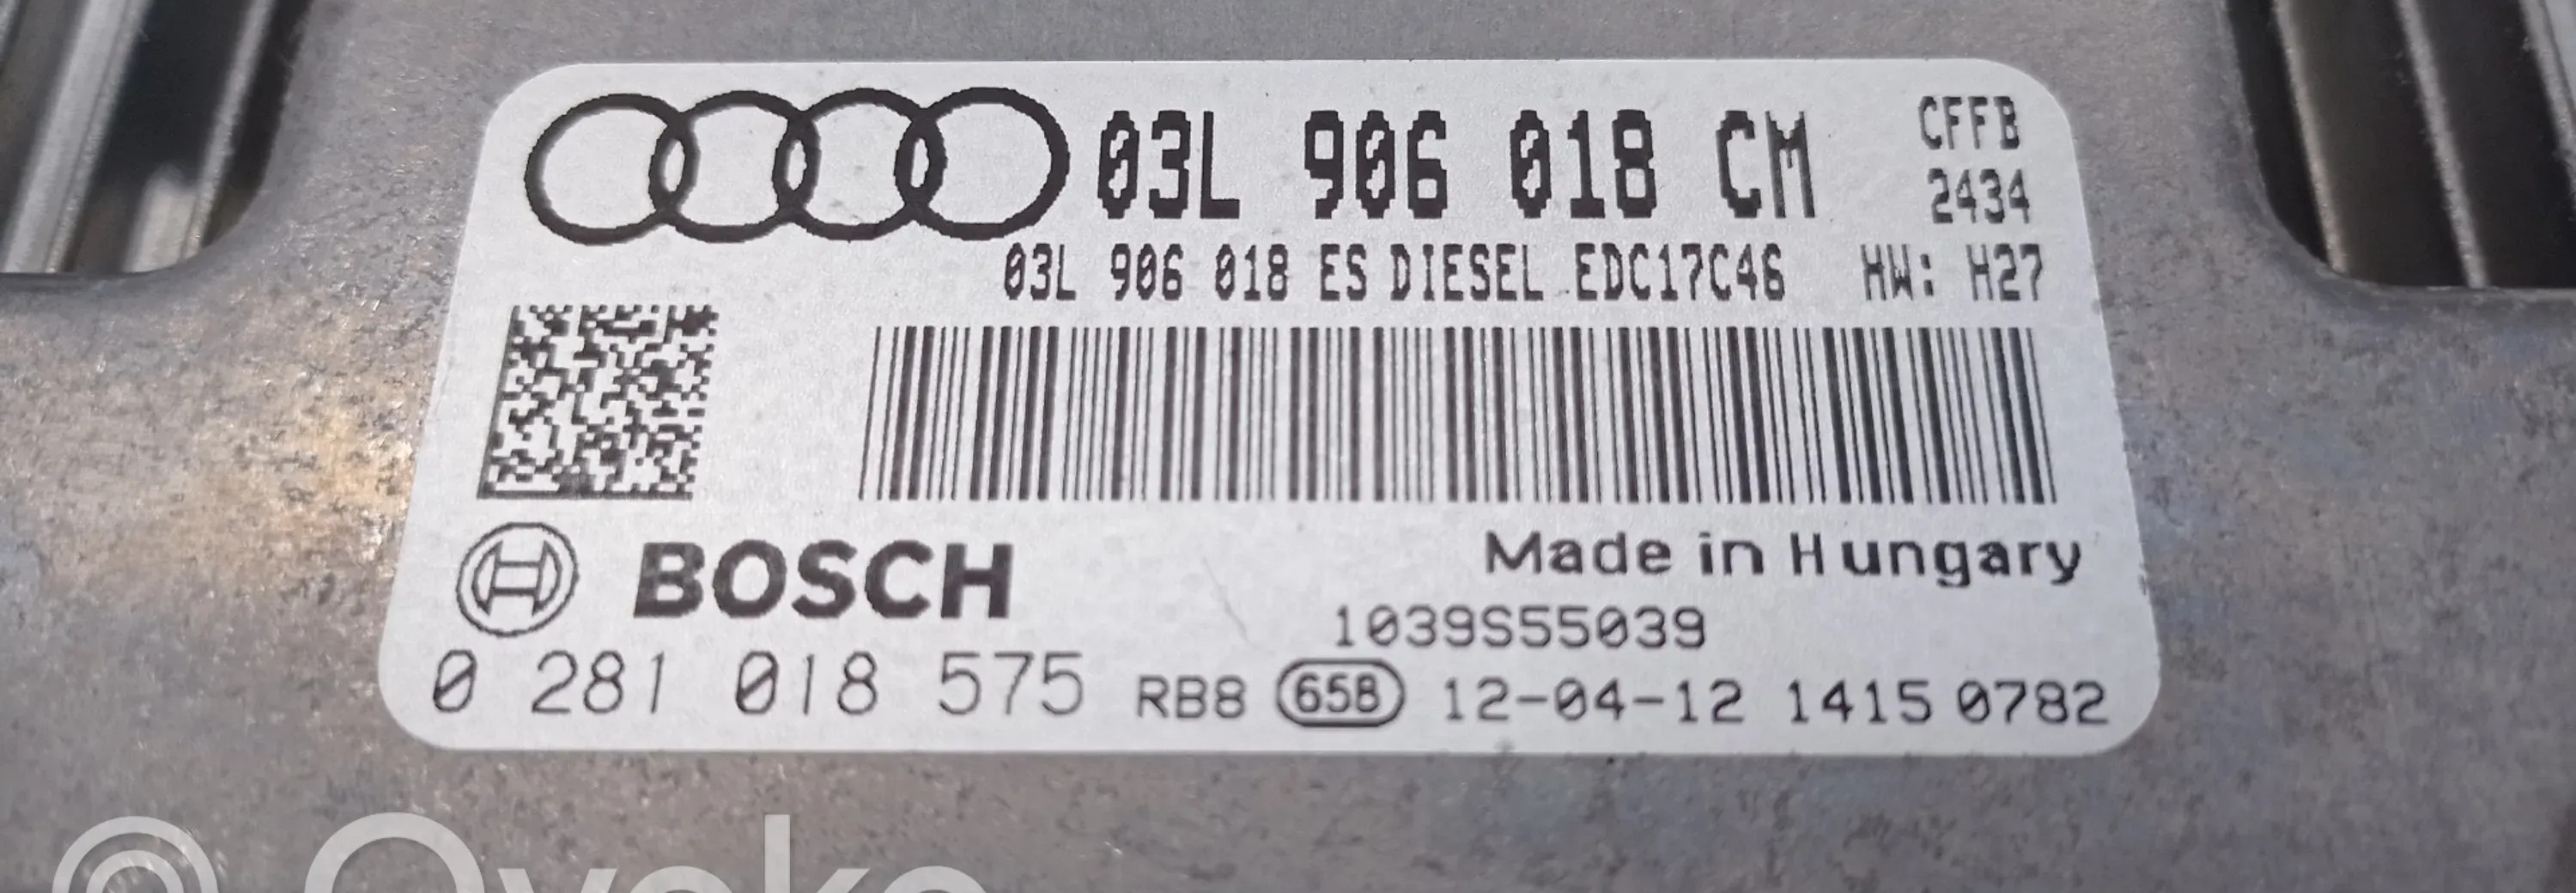 03L 906 018 CM
CFFB
2434
03L 906 018 ES DIESEL EDC17C46 HW: H27
BOSCH
Made in Hungary
1039S55039
0 281 018 575 RB8 658 12-04-12 1415 0782
© Ovoko